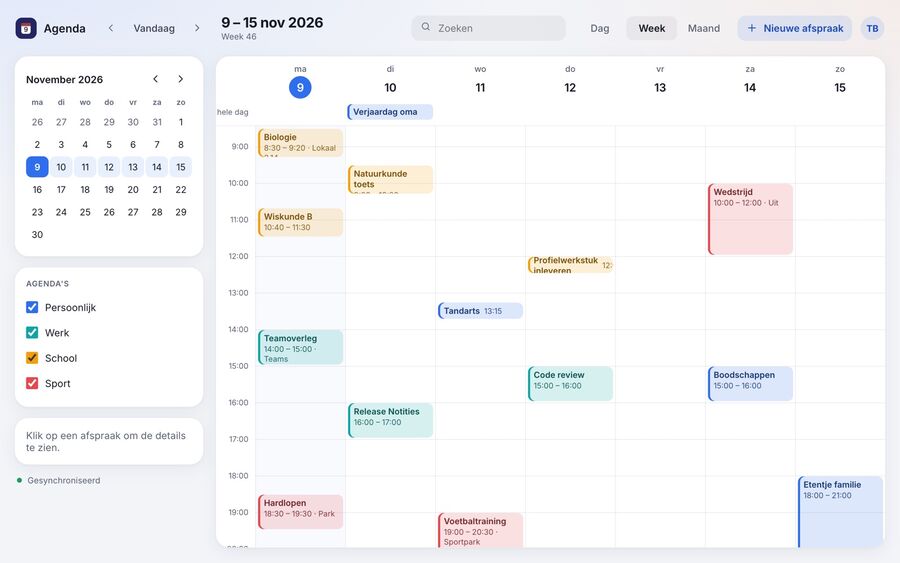 9
Agenda
Vandaag
9 – 15 nov 2026
Week 46
Zoeken
Dag
Week
Maand
Nieuwe afspraak
TB
November 2026
ma di wo do vr za zo
26 27 28 29 30 31 1
2 3 4 5 6 7 8
9 10 11 12 13 14 15
16 17 18 19 20 21 22
23 24 25 26 27 28 29
30
AGENDA'S
Persoonlijk
Werk
School
Sport
Klik op een afspraak om de details
te zien.
Gesynchroniseerd
ma di wo do vr za zo
9 10 11 12 13 14 15
hele dag
Verjaardag oma
9:00
10:00
11:00
12:00
13:00
14:00
15:00
16:00
17:00
18:00
19:00
Biologie
8:30 – 9:20 · Lokaal
Wiskunde B
10:40 – 11:30
Teamoverleg
14:00 – 15:00 ·
Teams
Hardlopen
18:30 – 19:30 · Park
Natuurkunde
toets
Release Notities
16:00 – 17:00
Tandarts 13:15
Voetbaltraining
19:00 – 20:30 ·
Sportpark
Profielwerkstuk 12:
inleveren
Code review
15:00 – 16:00
Wedstrijd
10:00 – 12:00 · Uit
Boodschappen
15:00 – 16:00
Etentje familie
18:00 – 21:00